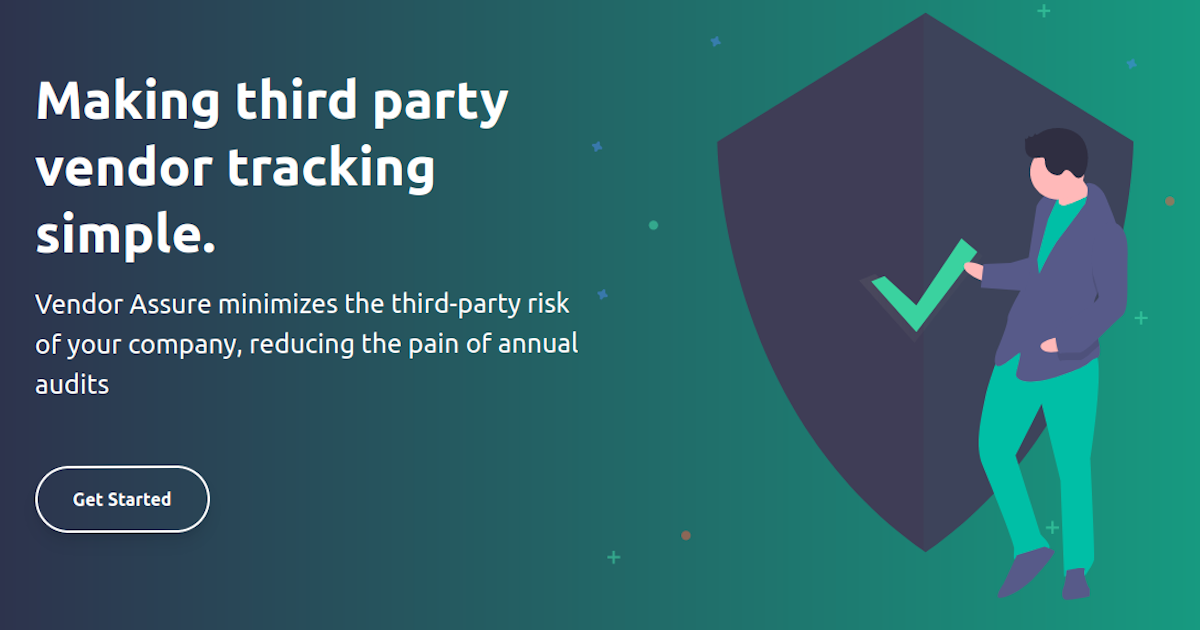 Making third party
vendor tracking
simple.
Vendor Assure minimizes the third-party risk
of your company, reducing the pain of annual
audits
Get Started